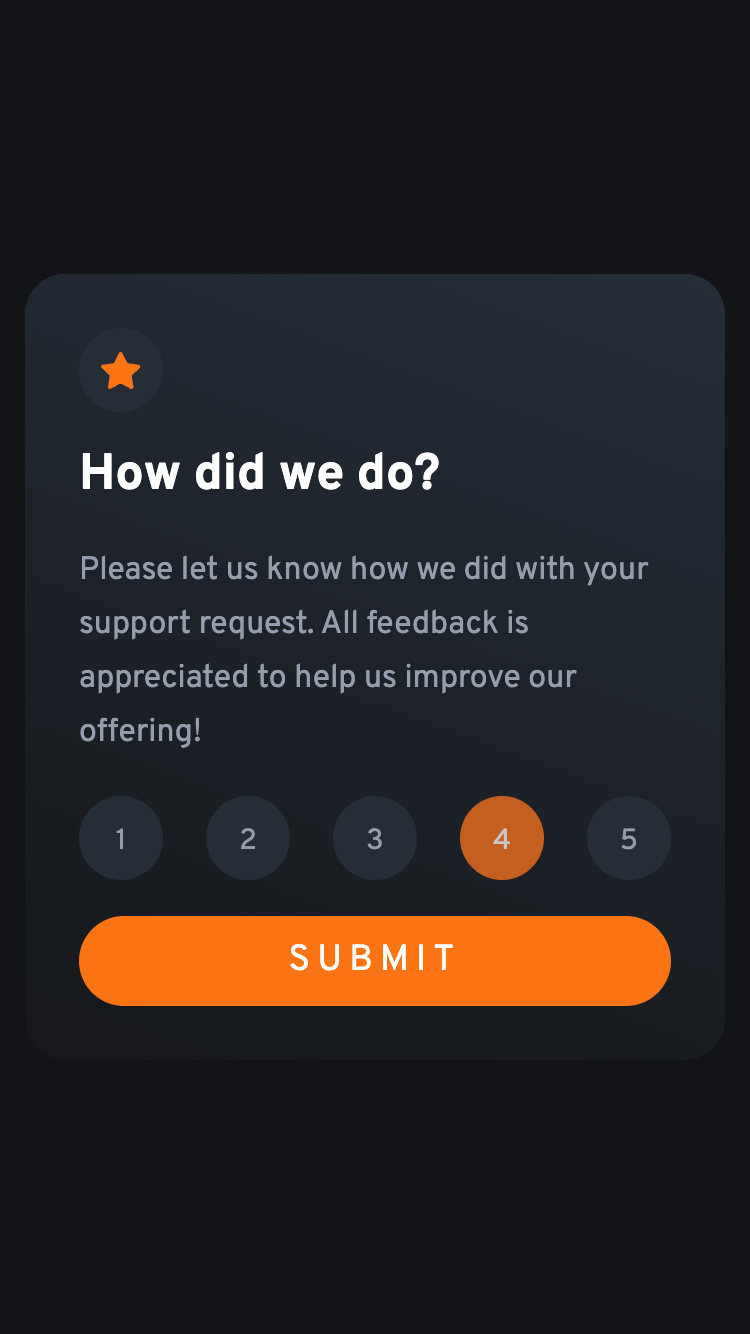 How did we do?
Please let us know how we did with your
support request. All feedback is
appreciated to help us improve our
offering!
1 2 3 4 5
SUBMIT